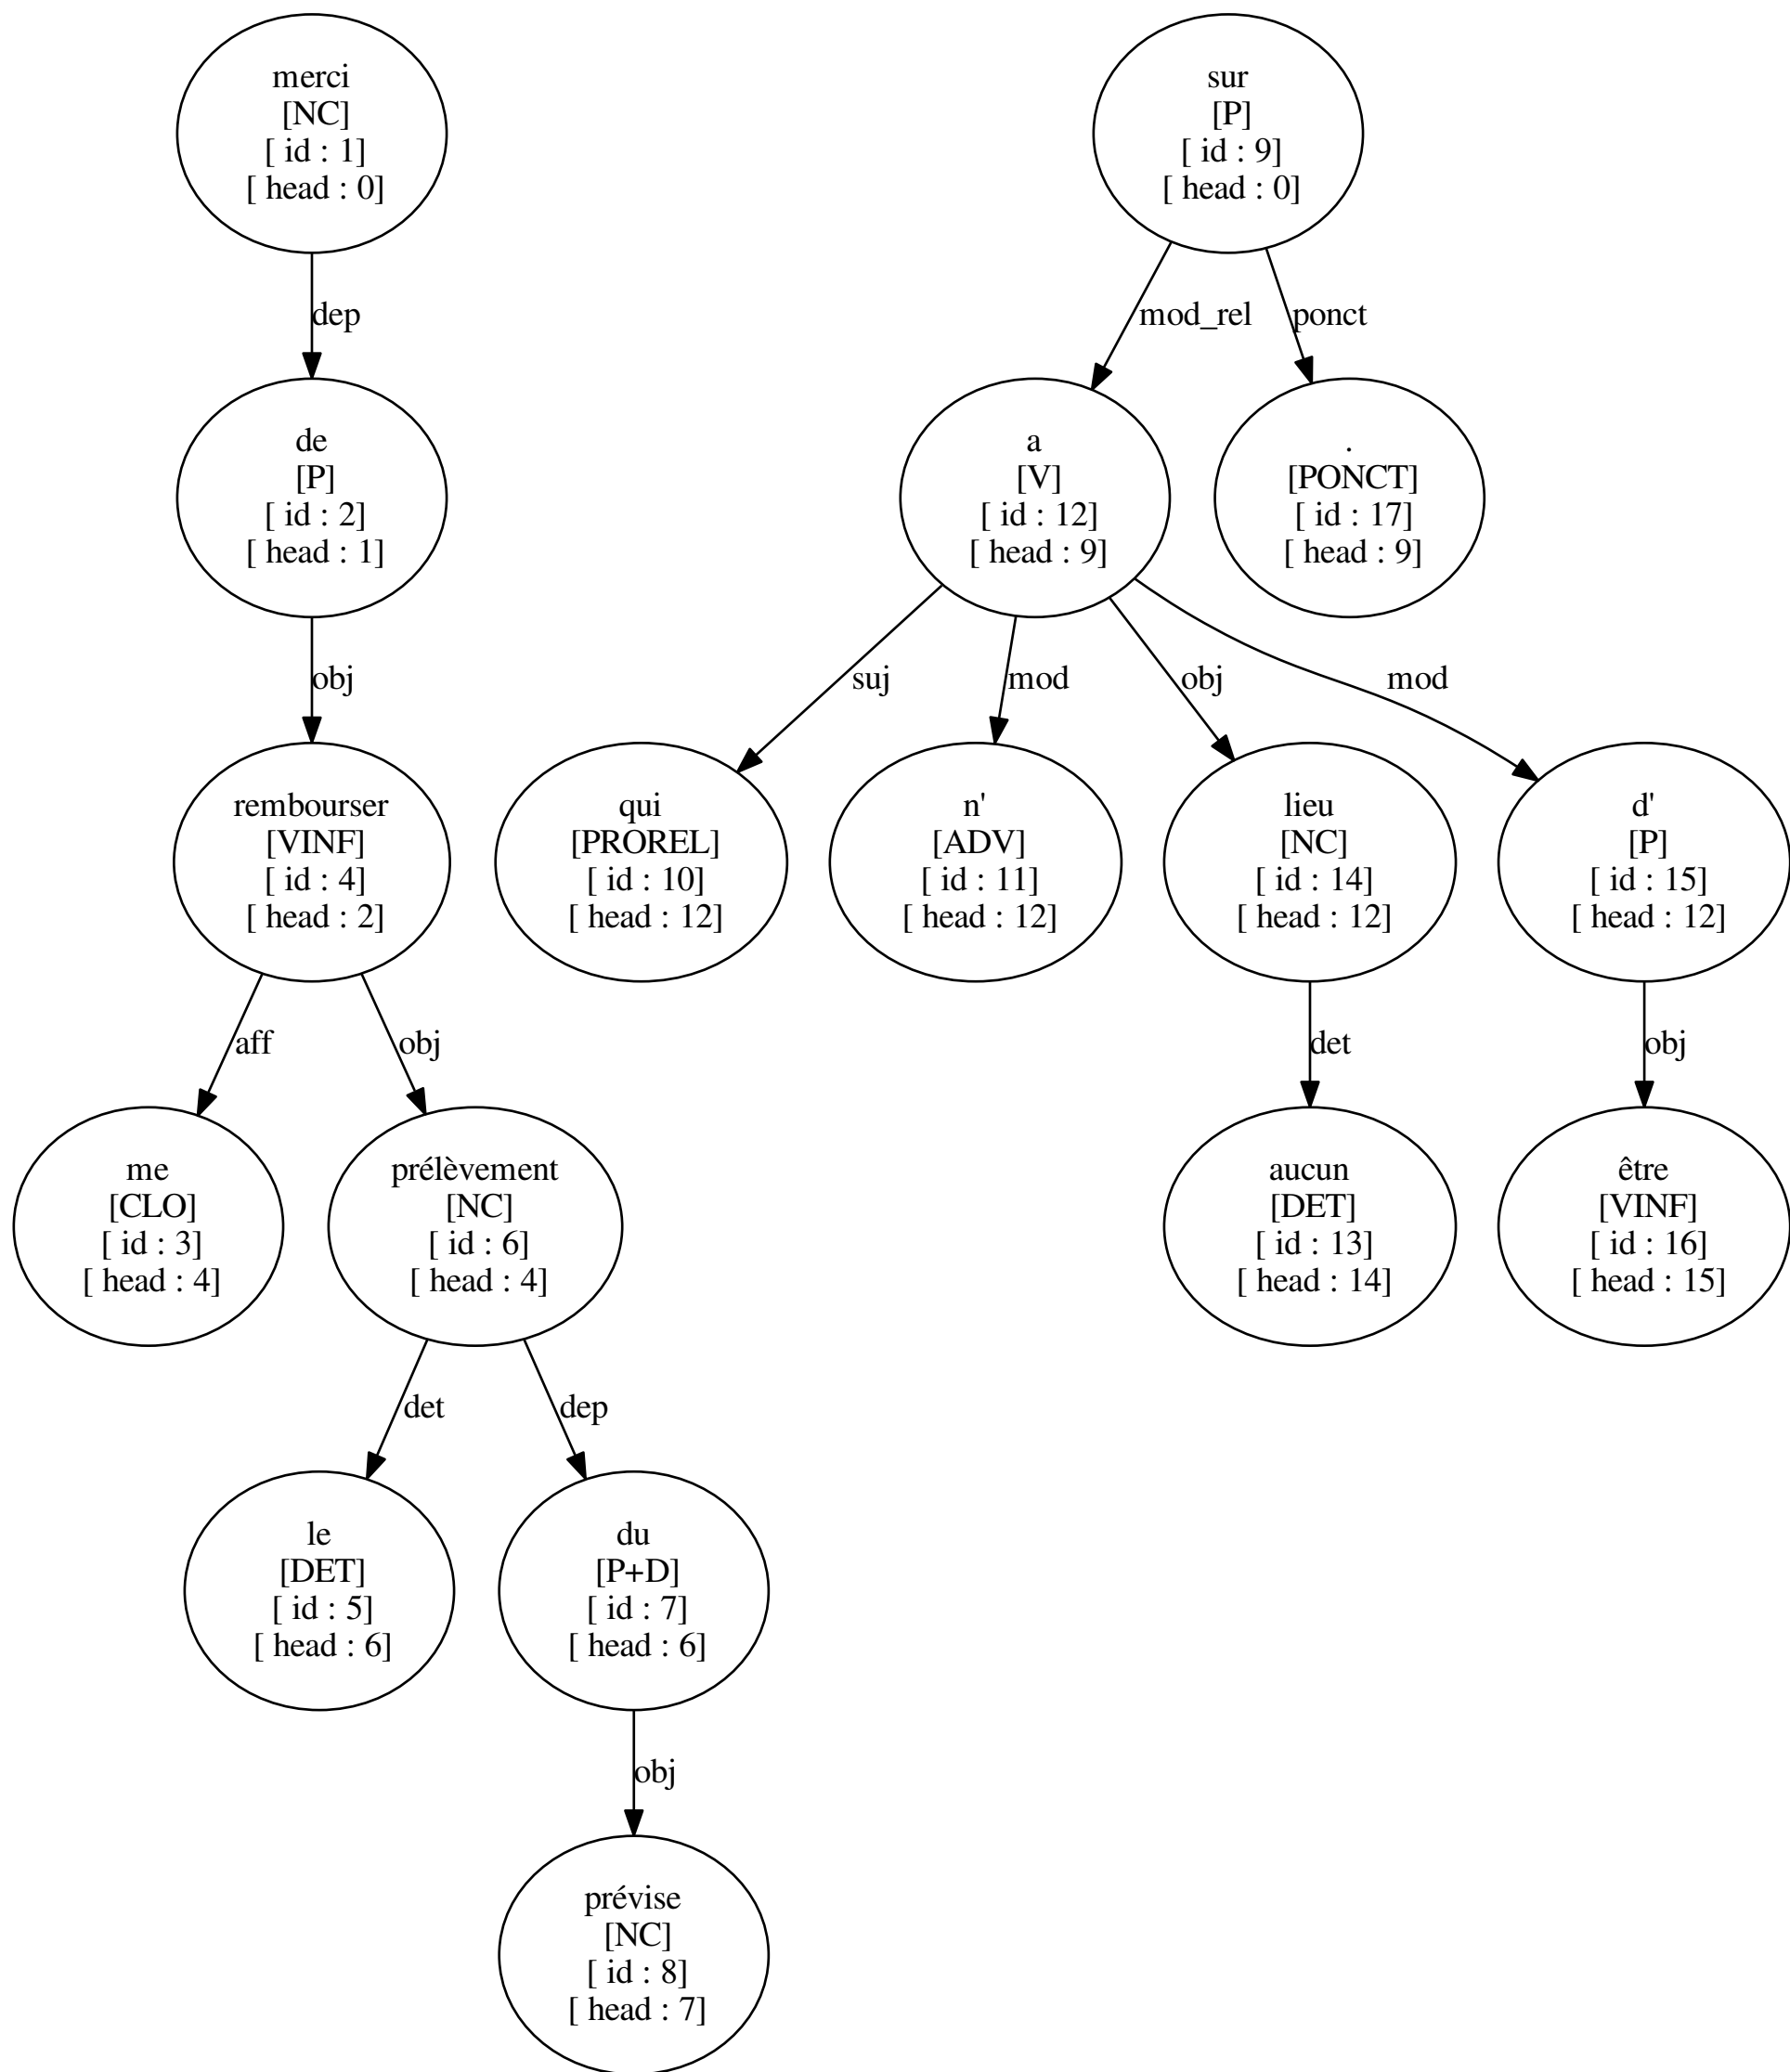 merci
[NC]
[ id : 1]
[ head : 0]
sur
[P]
[ id : 9]
[ head : 0]
dep
mod_rel
ponct
de
[P]
[ id : 2]
[ head : 1]
a
[V]
[ id : 12]
[ head : 9]
.
[PONCT]
[ id : 17]
[ head : 9]
obj
suj
mod
obj
mod
rembourser
[VINF]
[ id : 4]
[ head : 2]
qui
[PROREL]
[ id : 10]
[ head : 12]
n'
[ADV]
[ id : 11]
[ head : 12]
lieu
[NC]
[ id : 14]
[ head : 12]
d'
[P]
[ id : 15]
[ head : 12]
aff
obj
det
obj
me
[CLO]
[ id : 3]
[ head : 4]
prélèvement
[NC]
[ id : 6]
[ head : 4]
aucun
[DET]
[ id : 13]
[ head : 14]
être
[VINF]
[ id : 16]
[ head : 15]
det
dep
le
[DET]
[ id : 5]
[ head : 6]
du
[P+D]
[ id : 7]
[ head : 6]
obj
prévise
[NC]
[ id : 8]
[ head : 7]